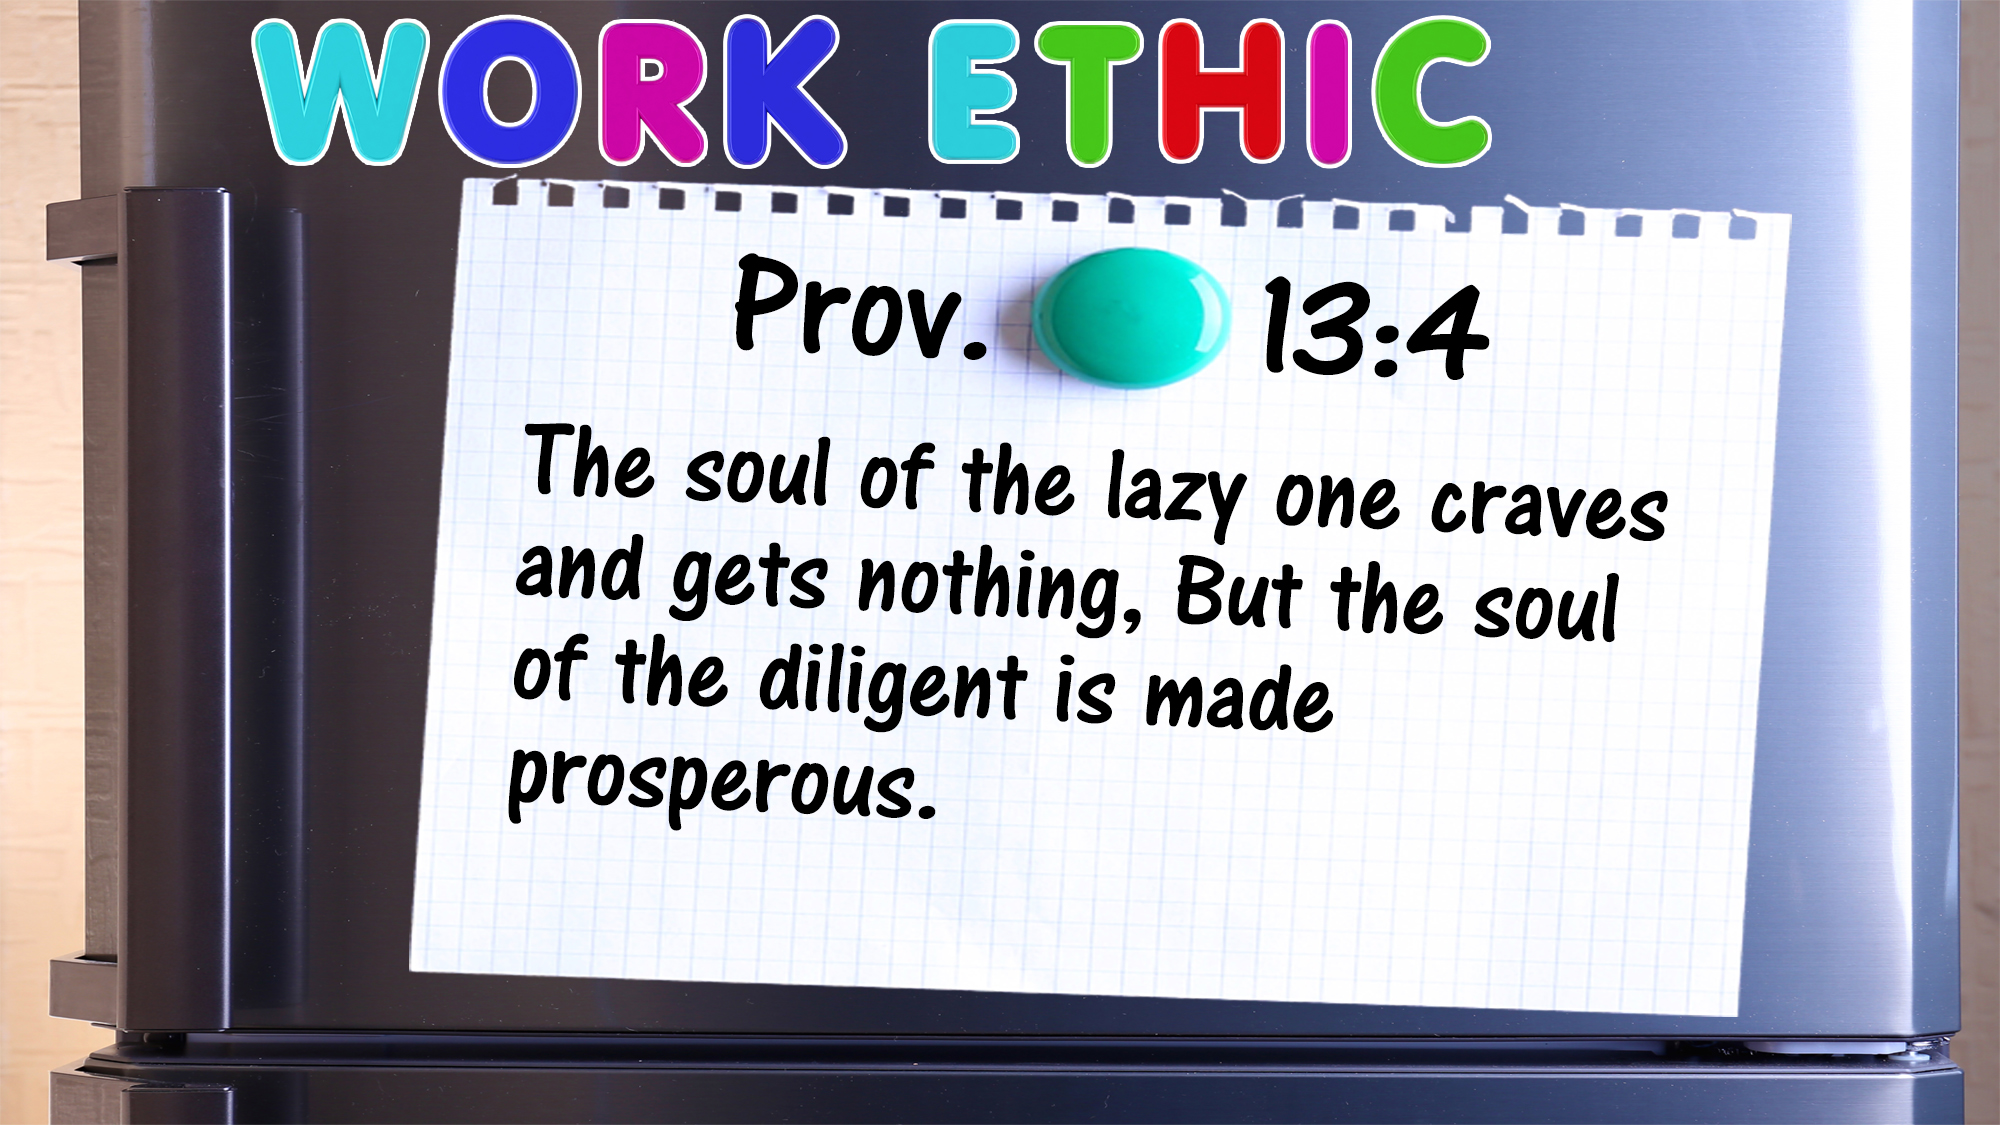 WORK ETHIC
Prov. 13:4
The soul of the lazy one craves
and gets nothing, But the soul
of the diligent is made
prosperous.